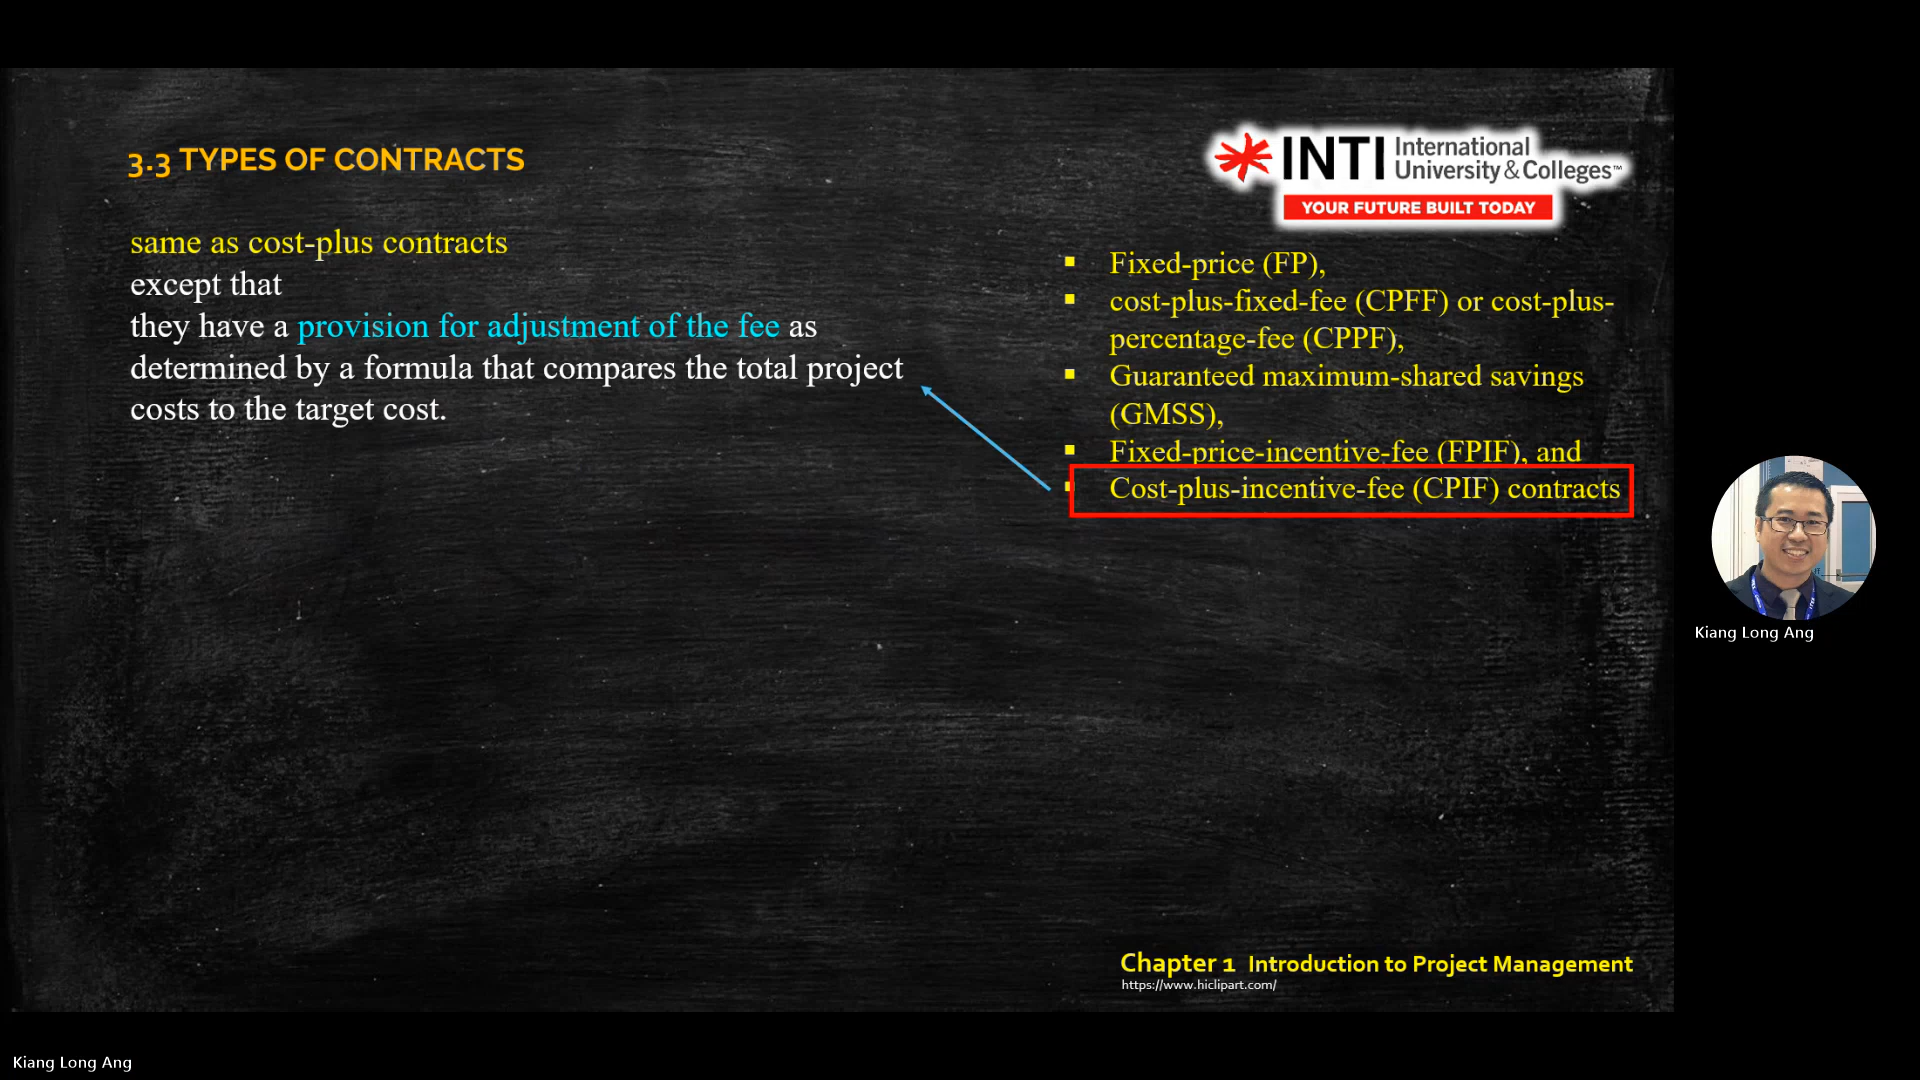 3.3 TYPES OF CONTRACTS
INTI International
University & Colleges™
YOUR FUTURE BUILT TODAY
same as cost-plus contracts
except that
they have a provision for adjustment of the fee as
determined by a formula that compares the total project
costs to the target cost.
▪ Fixed-price (FP),
▪ cost-plus-fixed-fee (CPFF) or cost-plus-
percentage-fee (CPPF),
▪ Guaranteed maximum-shared savings
(GMSS),
▪ Fixed-price-incentive-fee (FPIF), and
▪ Cost-plus-incentive-fee (CPIF) contracts
Kiang Long Ang
Chapter 1 Introduction to Project Management
https://www.hiclipart.com/
Kiang Long Ang